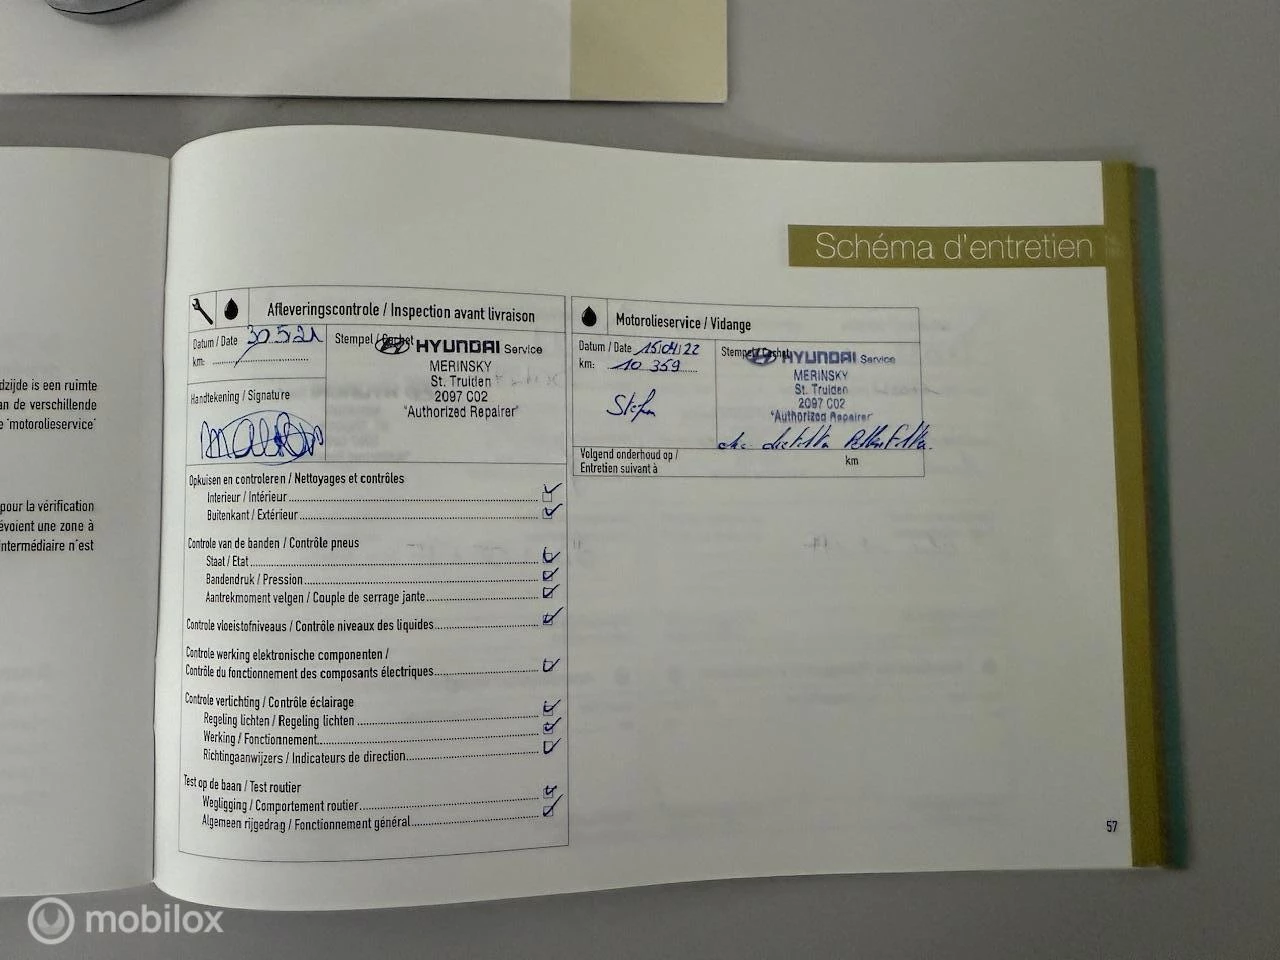 Schéma d'entretien
dzijde is een ruimte
an de verschillende
e 'motorolieservice'
pour la vérification
évoient une zone à
intermédiaire n'est
Afleveringscontrole / Inspection avant livraison
Datum / Date 30 5 21
km:
Stempel / Cachet
HYUNDAI Service
MERINSKY
St. Truiden
2097 C02
"Authorized Repairer"
Handtekening / Signature
Opkuisen en controleren / Nettoyages et contrôles
Interieur / Intérieur
Buitenkant / Extérieur
Controle van de banden / Contrôle pneus
Staat / Etat
Bandendruk / Pression
Aantrekmoment velgen / Couple de serrage jante
Controle vloeistofniveaus / Contrôle niveaux des liquides
Controle werking elektronische componenten /
Contrôle du fonctionnement des composants électriques
Controle verlichting / Contrôle éclairage
Regeling lichten / Regeling lichten
Werking / Fonctionnement
Richtingaanwijzers / Indicateurs de direction
Test op de baan / Test routier
Wegligging / Comportement routier
Algemeen rijgedrag / Fonctionnement général
Motorolieservice / Vidange
Datum / Date 15/04/22
km: 10 359
Stempel / Cachet
HYUNDAI Service
MERINSKY
St. Truiden
2097 C02
"Authorized Repairer"
Volgend onderhoud op /
Entretien suivant à
km
57
mobilox